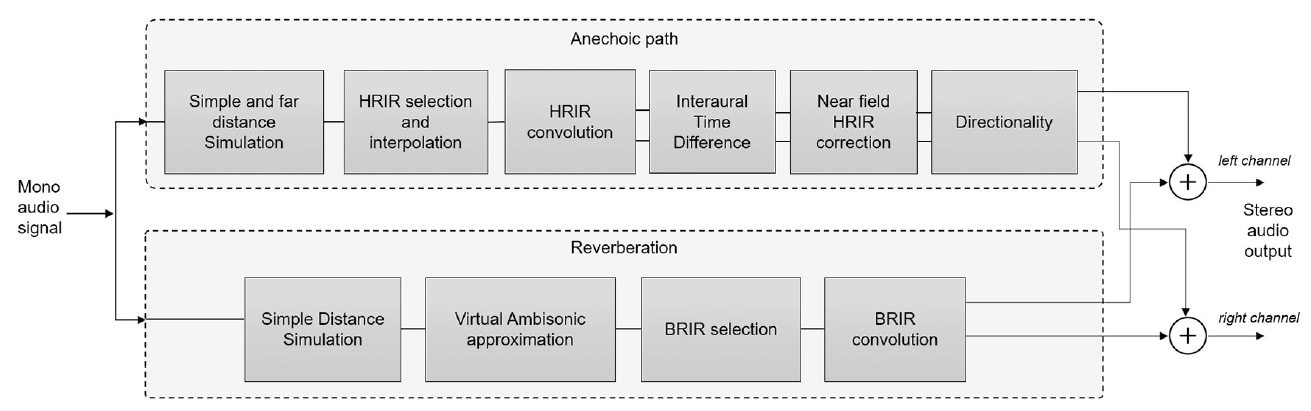 Anechoic path
Simple and far
distance
Simulation
HRIR selection
and
interpolation
HRIR
convolution
Interaural
Time
Difference
Near field
HRIR
correction
Directionality
Mono
audio
signal
left channel
Stereo
audio
output
Reverberation
Simple Distance
Simulation
Virtual Ambisonic
approximation
BRIR selection
BRIR
convolution
right channel